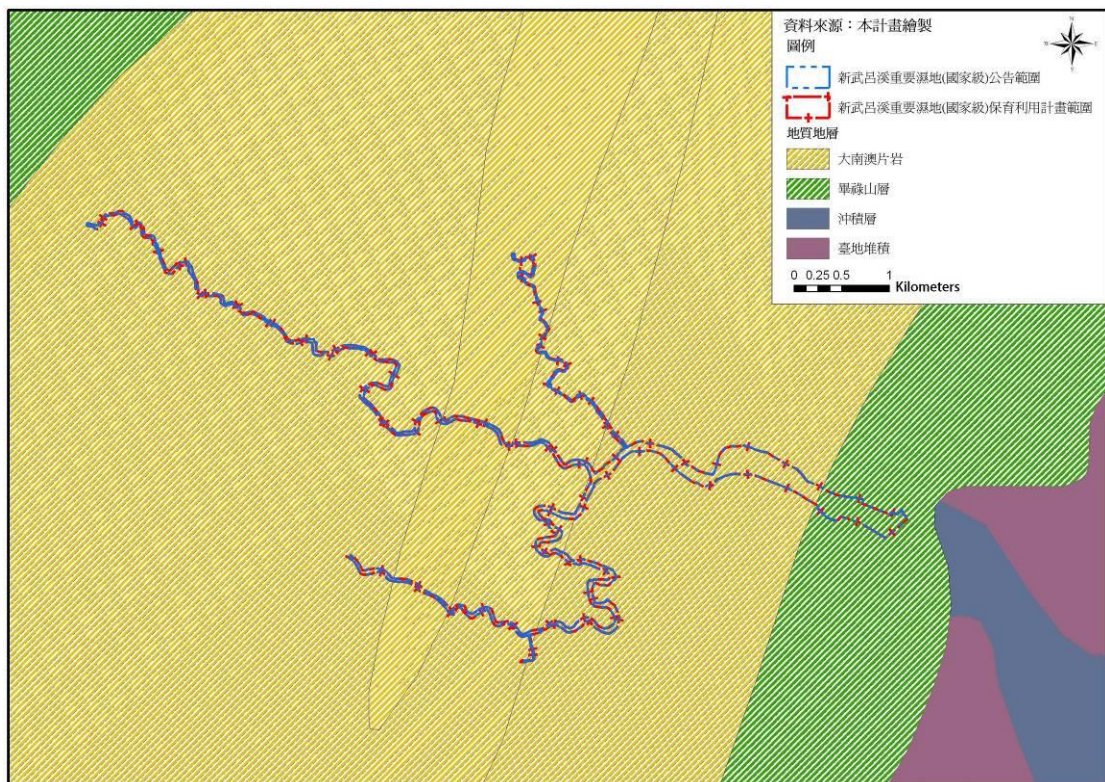 資料來源：本計畫繪製
圖例
新武呂溪重要濕地(國家級)公告範圍
新武呂溪重要濕地(國家級)保育利用計畫範圍
地質地層
大南澳片岩
畢祿山層
沖積層
臺地堆積
0 0.25 0.5 1
Kilometers